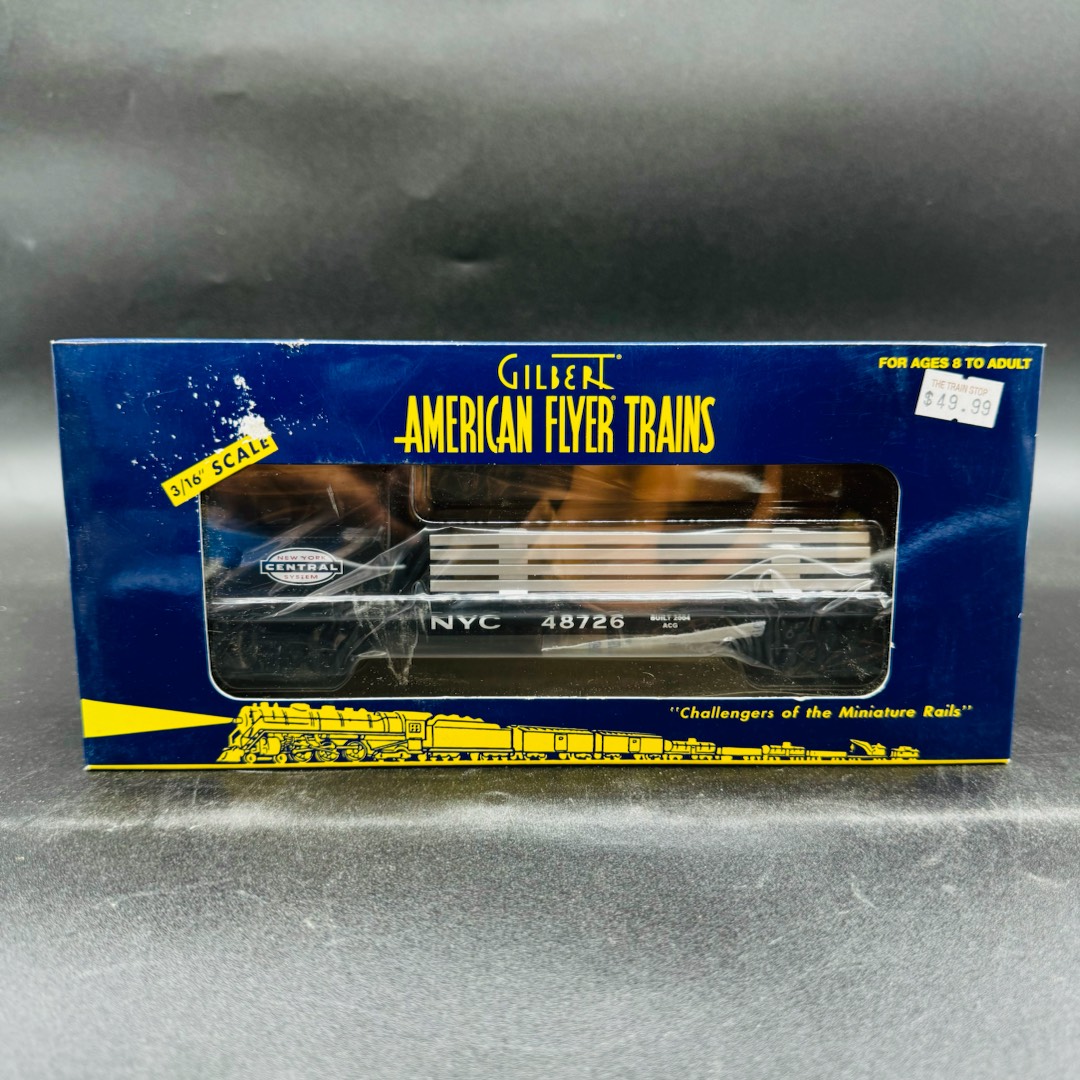 GILBERT®
AMERICAN FLYER® TRAINS
FOR AGES 8 TO ADULT
THE TRAIN STOP
$49.99
3/16" SCALE
NEW YORK
CENTRAL
SYSTEM
NYC 48726
BUILT 2004
ACG
"Challengers of the Miniature Rails"